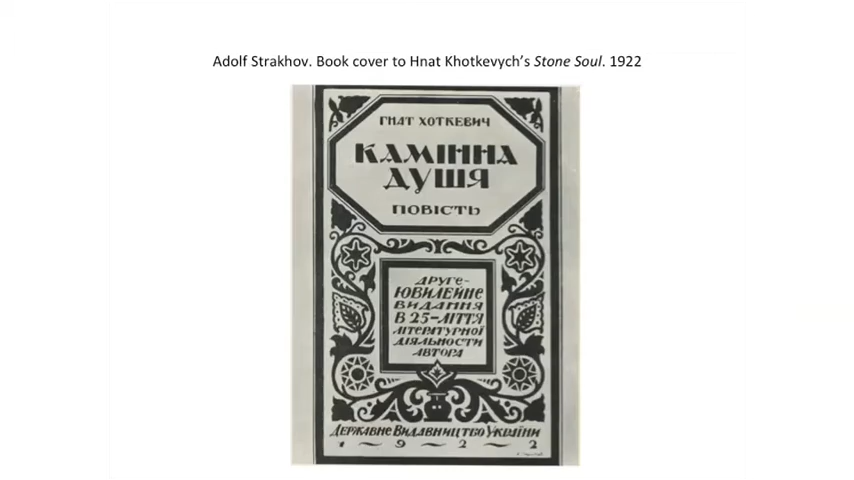 Adolf Strakhov. Book cover to Hnat Khotkevych's Stone Soul. 1922
ГНАТ ХОТКЕВИЧ
КАМІННА
ДУШЯ
ПОВІСТЬ
ДРУГЕ-
ЮВИЛЕЙНЕ
ВИДАННЯ
В 25-ЛІТТЯ
ЛІТЕРАТУРНОЇ
ДІЯЛЬНОСТИ
АВТОРА
ДЕРЖАВНЕ ВИДАВНИЦТВО УКРАЇНИ
1 ~ 9 ~ 2 ~ 2